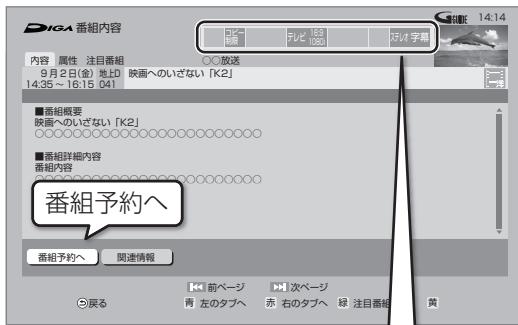 DIGA 番組内容
コピー制限
テレビ 16:9 1080i
ステレオ 字幕
G-GUIDE 14:14
内容 属性 注目番組 ○○放送
9月2日(金) 地上D 映画へのいざない「K2」
14:35～16:15 041
■番組概要
映画へのいざない「K2」
○○○○○○○○○○○○○○○○○○○○○○○○
■番組詳細内容
番組内容
○○○○○○○○○○○○○○○○○○○○○○○○
番組予約へ
番組予約へ 関連情報
前ページ 次ページ
戻る 青 左のタブへ 赤 右のタブへ 緑 注目番組 黄